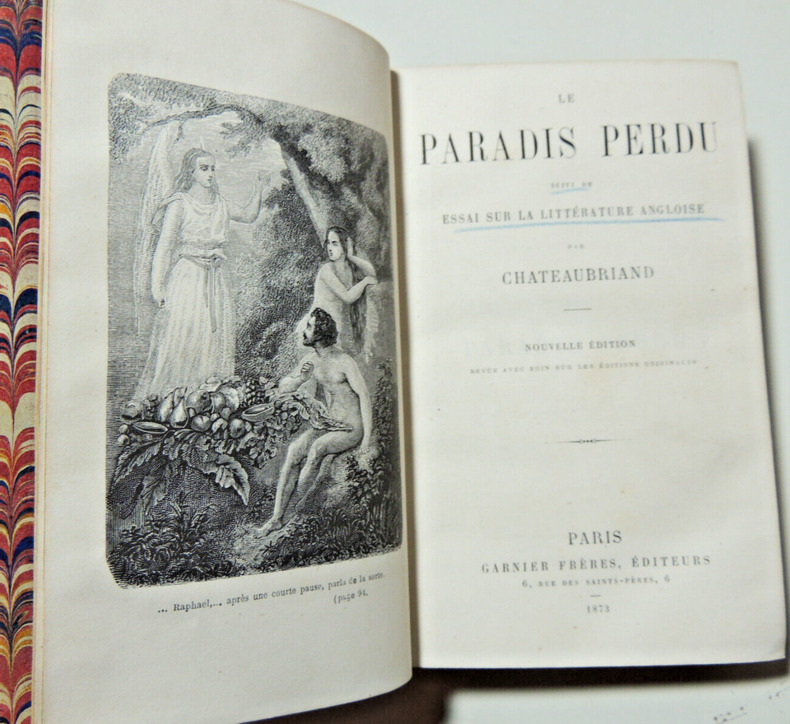 ... Raphaël,... après une courte pause, parla de la sorte.
(page 94.
LE
PARADIS PERDU
SUIVI DE
ESSAI SUR LA LITTÉRATURE ANGLOISE
PAR
CHATEAUBRIAND
NOUVELLE ÉDITION
REVUE AVEC SOIN SUR LES ÉDITIONS ORIGINALES
PARIS
GARNIER FRÈRES, ÉDITEURS
6, RUE DES SAINTS-PÈRES, 6
1873